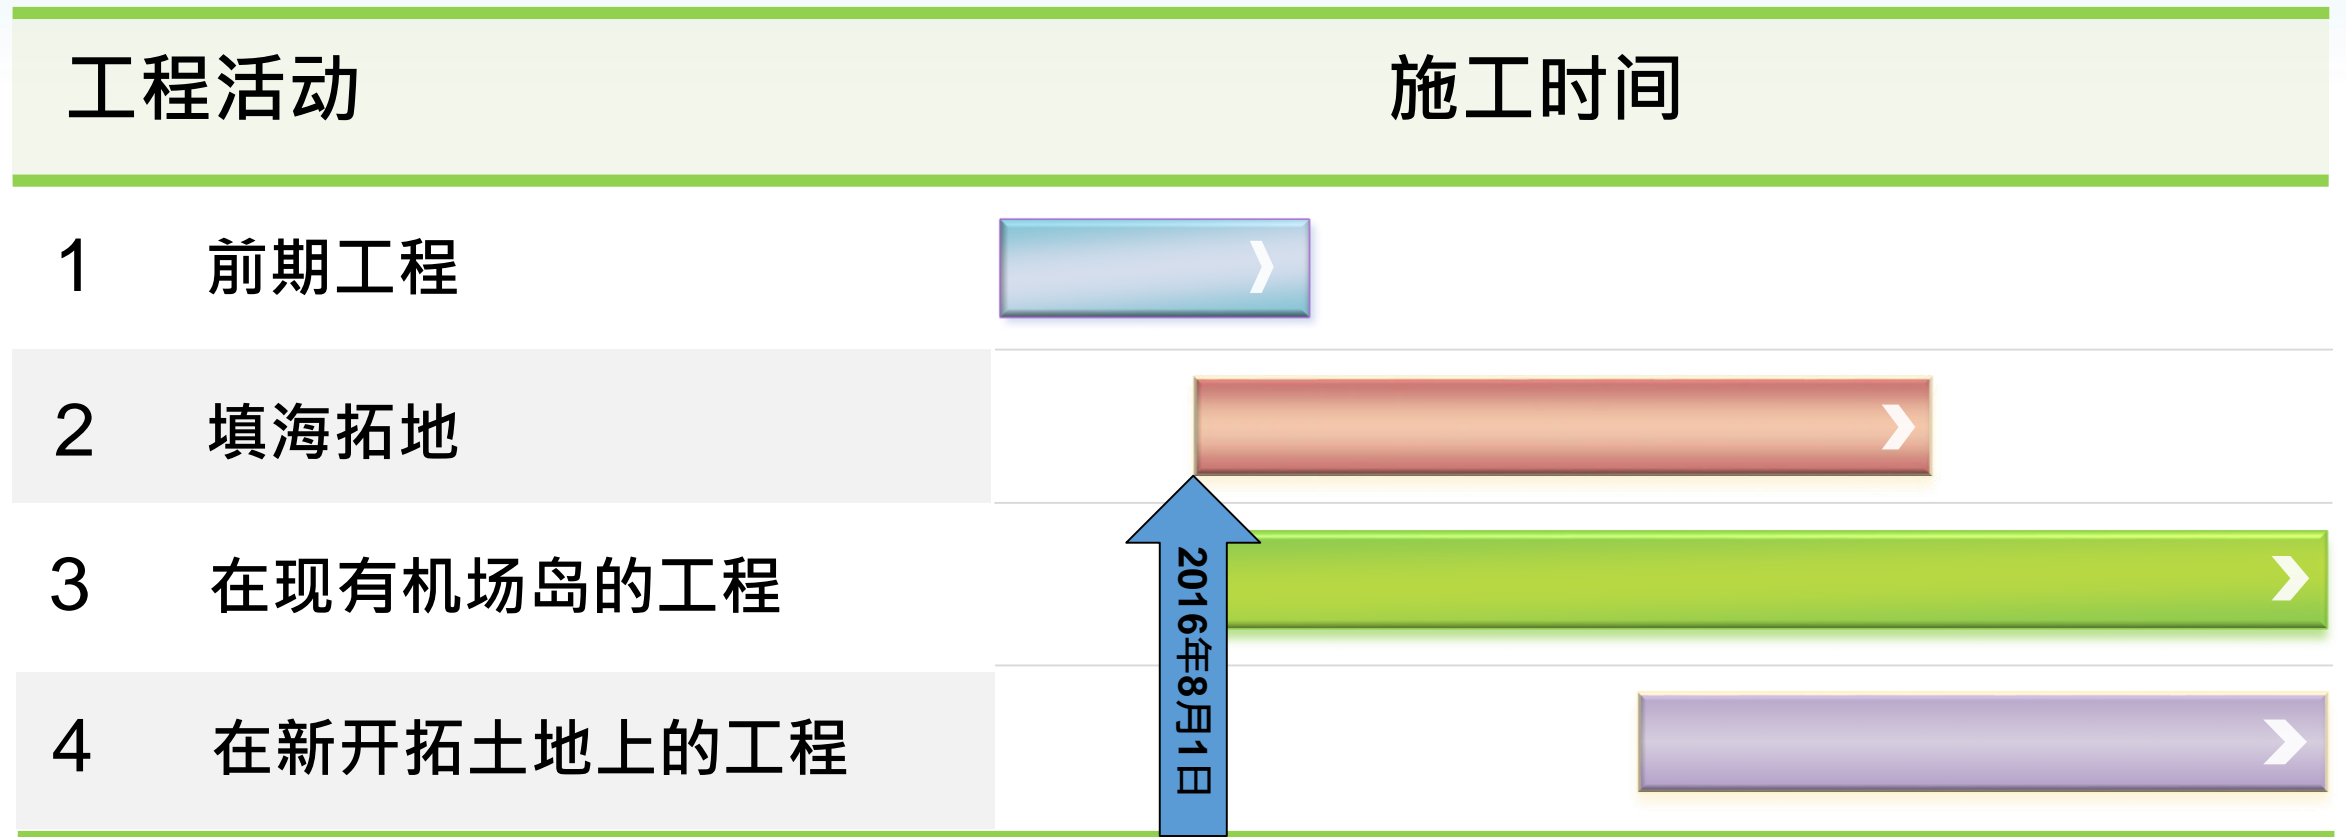 工程活动 施工时间
1 前期工程
2 填海拓地
3 在现有机场岛的工程
4 在新开拓土地上的工程
2016年8月1日